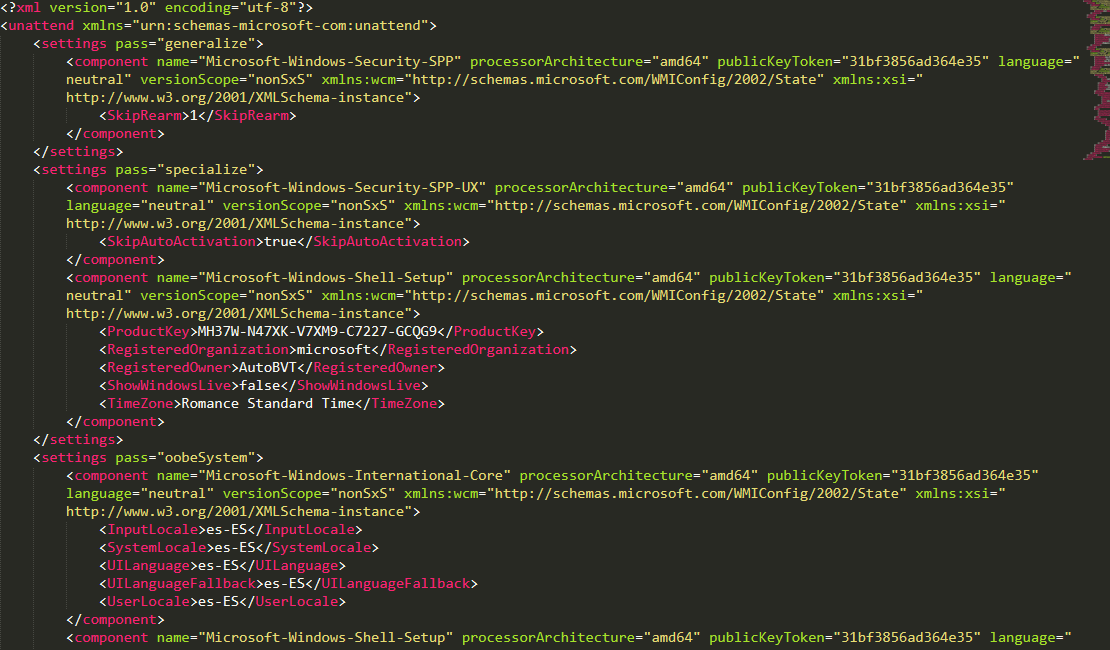 <?xml version="1.0" encoding="utf-8"?>
<unattend xmlns="urn:schemas-microsoft-com:unattend">
<settings pass="generalize">
<component name="Microsoft-Windows-Security-SPP" processorArchitecture="amd64" publicKeyToken="31bf3856ad364e35" language="
neutral" versionScope="nonSxS" xmlns:wcm="http://schemas.microsoft.com/WMIConfig/2002/State" xmlns:xsi="
http://www.w3.org/2001/XMLSchema-instance">
<SkipRearm>1</SkipRearm>
</component>
</settings>
<settings pass="specialize">
<component name="Microsoft-Windows-Security-SPP-UX" processorArchitecture="amd64" publicKeyToken="31bf3856ad364e35"
language="neutral" versionScope="nonSxS" xmlns:wcm="http://schemas.microsoft.com/WMIConfig/2002/State" xmlns:xsi="
http://www.w3.org/2001/XMLSchema-instance">
<SkipAutoActivation>true</SkipAutoActivation>
</component>
<component name="Microsoft-Windows-Shell-Setup" processorArchitecture="amd64" publicKeyToken="31bf3856ad364e35" language="
neutral" versionScope="nonSxS" xmlns:wcm="http://schemas.microsoft.com/WMIConfig/2002/State" xmlns:xsi="
http://www.w3.org/2001/XMLSchema-instance">
<ProductKey>MH37W-N47XK-V7XM9-C7227-GCQG9</ProductKey>
<RegisteredOrganization>microsoft</RegisteredOrganization>
<RegisteredOwner>AutoBVT</RegisteredOwner>
<ShowWindowsLive>false</ShowWindowsLive>
<TimeZone>Romance Standard Time</TimeZone>
</component>
</settings>
<settings pass="oobeSystem">
<component name="Microsoft-Windows-International-Core" processorArchitecture="amd64" publicKeyToken="31bf3856ad364e35"
language="neutral" versionScope="nonSxS" xmlns:wcm="http://schemas.microsoft.com/WMIConfig/2002/State" xmlns:xsi="
http://www.w3.org/2001/XMLSchema-instance">
<InputLocale>es-ES</InputLocale>
<SystemLocale>es-ES</SystemLocale>
<UILanguage>es-ES</UILanguage>
<UILanguageFallback>es-ES</UILanguageFallback>
<UserLocale>es-ES</UserLocale>
</component>
<component name="Microsoft-Windows-Shell-Setup" processorArchitecture="amd64" publicKeyToken="31bf3856ad364e35" language="